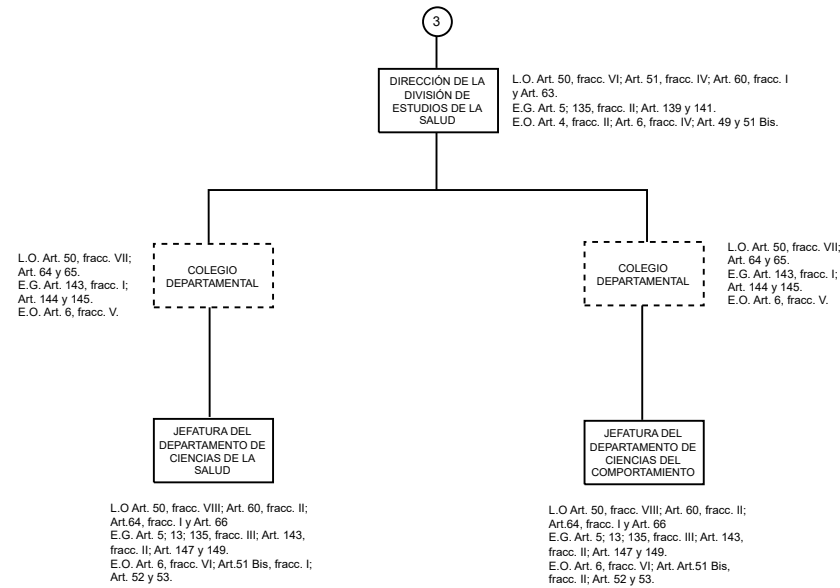 3
DIRECCIÓN DE LA
DIVISIÓN DE
ESTUDIOS DE LA
SALUD
L.O. Art. 50, fracc. VI; Art. 51, fracc. IV; Art. 60, fracc. I
y Art. 63.
E.G. Art. 5; 135, fracc. II; Art. 139 y 141.
E.O. Art. 4, fracc. II; Art. 6, fracc. IV; Art. 49 y 51 Bis.
L.O. Art. 50, fracc. VII;
Art. 64 y 65.
E.G. Art. 143, fracc. I;
Art. 144 y 145.
E.O. Art. 6, fracc. V.
COLEGIO
DEPARTAMENTAL
COLEGIO
DEPARTAMENTAL
L.O. Art. 50, fracc. VII;
Art. 64 y 65.
E.G. Art. 143, fracc. I;
Art. 144 y 145.
E.O. Art. 6, fracc. V.
JEFATURA DEL
DEPARTAMENTO DE
CIENCIAS DE LA
SALUD
L.O Art. 50, fracc. VIII; Art. 60, fracc. II;
Art.64, fracc. I y Art. 66
E.G. Art. 5; 13; 135, fracc. III; Art. 143,
fracc. II; Art. 147 y 149.
E.O. Art. 6, fracc. VI; Art.51 Bis, fracc. I;
Art. 52 y 53.
JEFATURA DEL
DEPARTAMENTO DE
CIENCIAS DEL
COMPORTAMIENTO
L.O Art. 50, fracc. VIII; Art. 60, fracc. II;
Art.64, fracc. I y Art. 66
E.G. Art. 5; 13; 135, fracc. III; Art. 143,
fracc. II; Art. 147 y 149.
E.O. Art. 6, fracc. VI; Art. Art.51 Bis,
fracc. II; Art. 52 y 53.